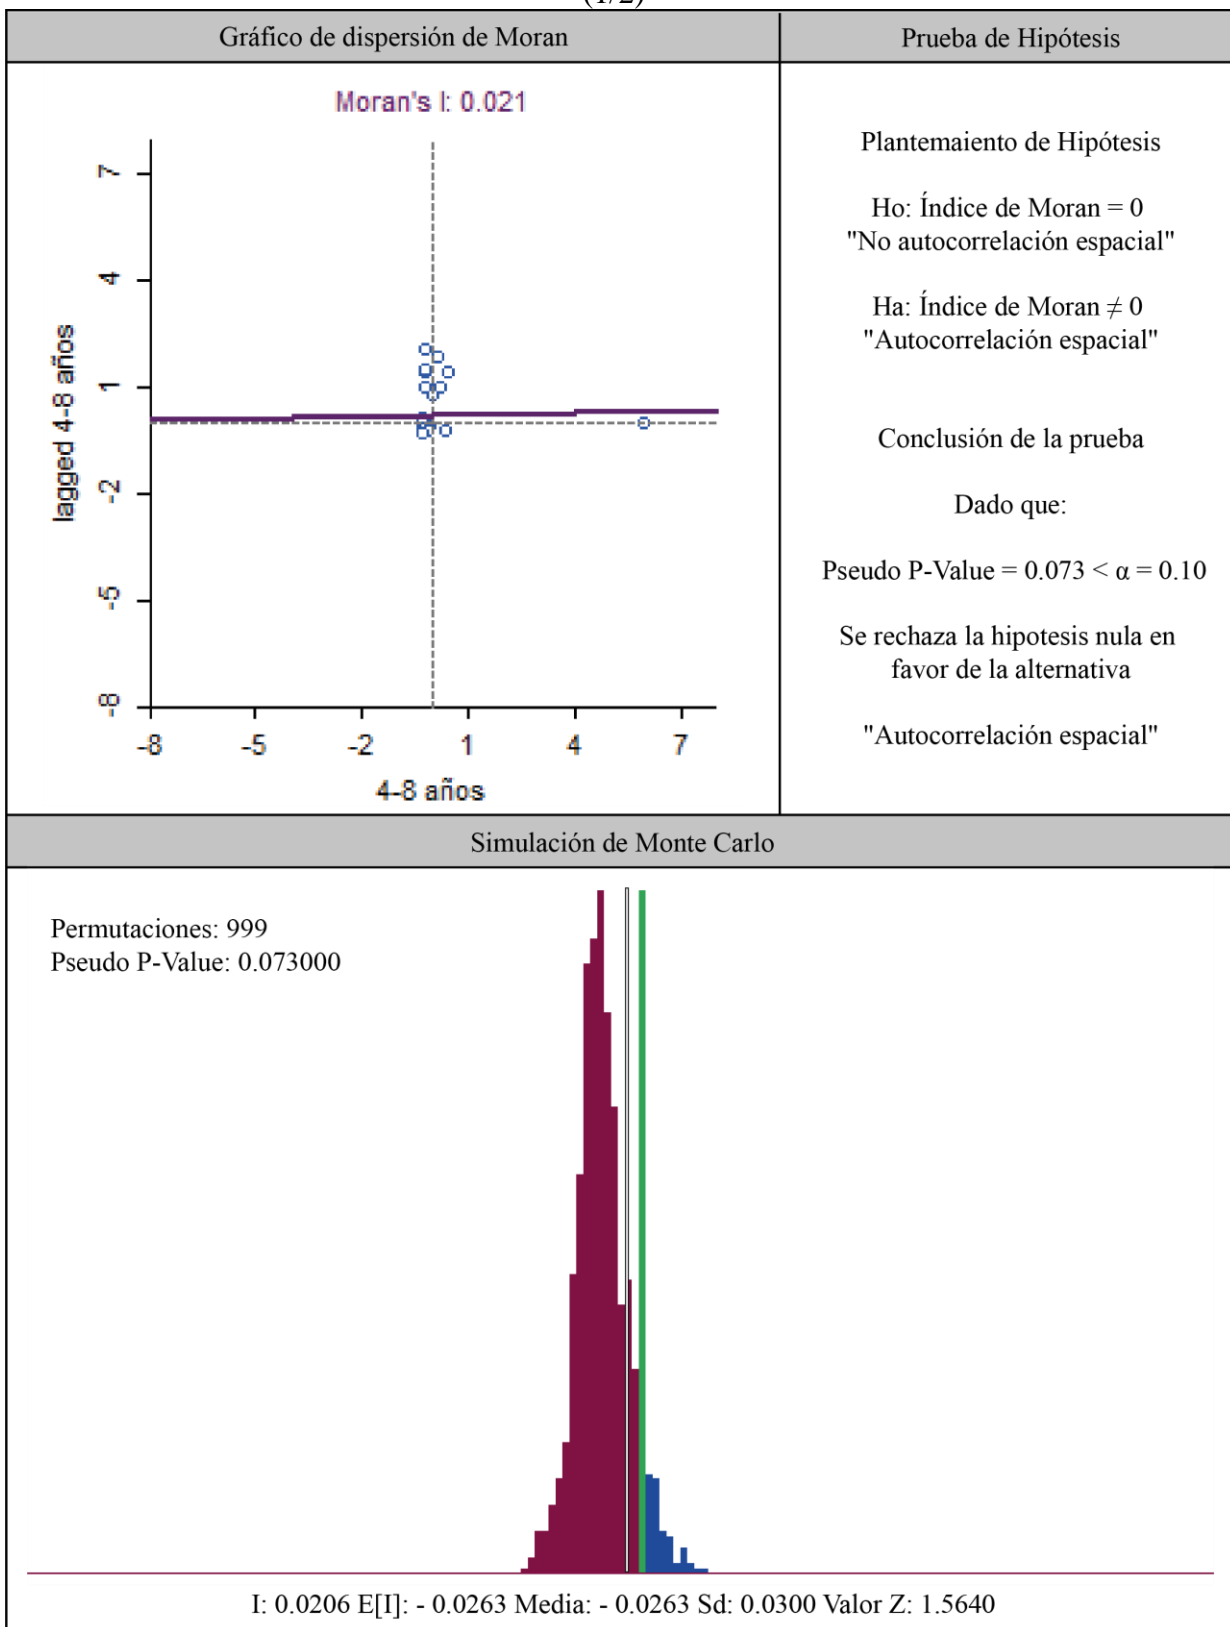 (1/2)
Gráfico de dispersión de Moran
Prueba de Hipótesis
Moran's I: 0.021
7
4
1
-2
-5
-8
lagged 4-8 años
-8 -5 -2 1 4 7
4-8 años
Plantemaiento de Hipótesis
Ho: Índice de Moran = 0
"No autocorrelación espacial"
Ha: Índice de Moran ≠ 0
"Autocorrelación espacial"
Conclusión de la prueba
Dado que:
Pseudo P-Value = 0.073 < α = 0.10
Se rechaza la hipotesis nula en
favor de la alternativa
"Autocorrelación espacial"
Simulación de Monte Carlo
Permutaciones: 999
Pseudo P-Value: 0.073000
I: 0.0206 E[I]: - 0.0263 Media: - 0.0263 Sd: 0.0300 Valor Z: 1.5640